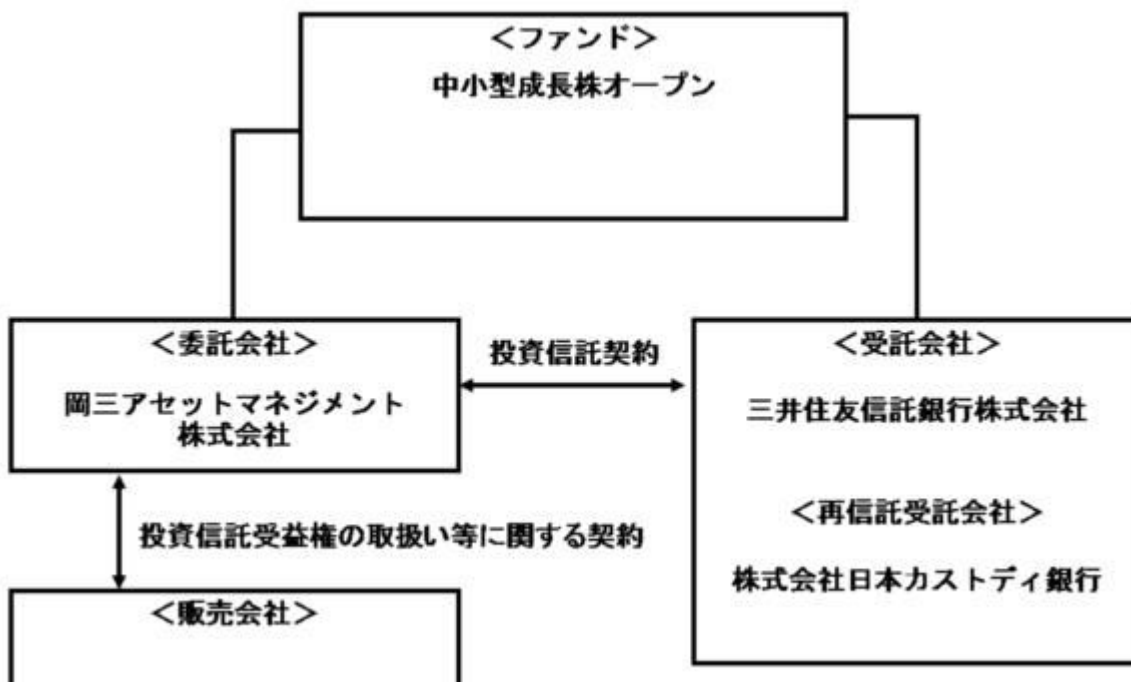 ＜ファンド＞
中小型成長株オープン
＜委託会社＞
岡三アセットマネジメント
株式会社
投資信託契約
＜受託会社＞
三井住友信託銀行株式会社
＜再信託受託会社＞
株式会社日本カストディ銀行
投資信託受益権の取扱い等に関する契約
＜販売会社＞